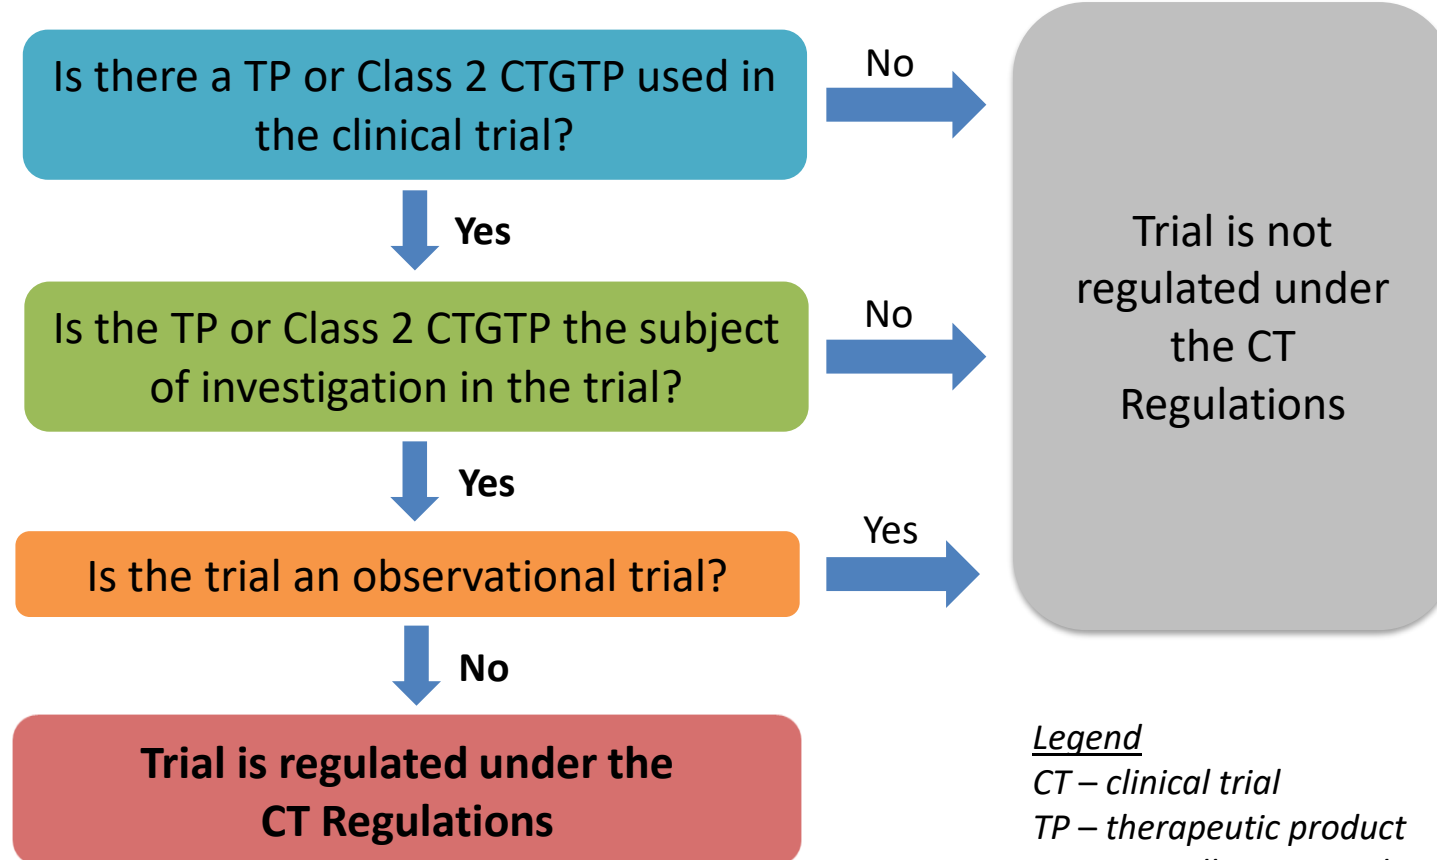 Is there a TP or Class 2 CTGTP used in
the clinical trial?
No
Yes
Is the TP or Class 2 CTGTP the subject
of investigation in the trial?
No
Yes
Is the trial an observational trial?
Yes
No
Trial is regulated under the
CT Regulations
Trial is not
regulated under
the CT
Regulations
Legend
CT – clinical trial
TP – therapeutic product